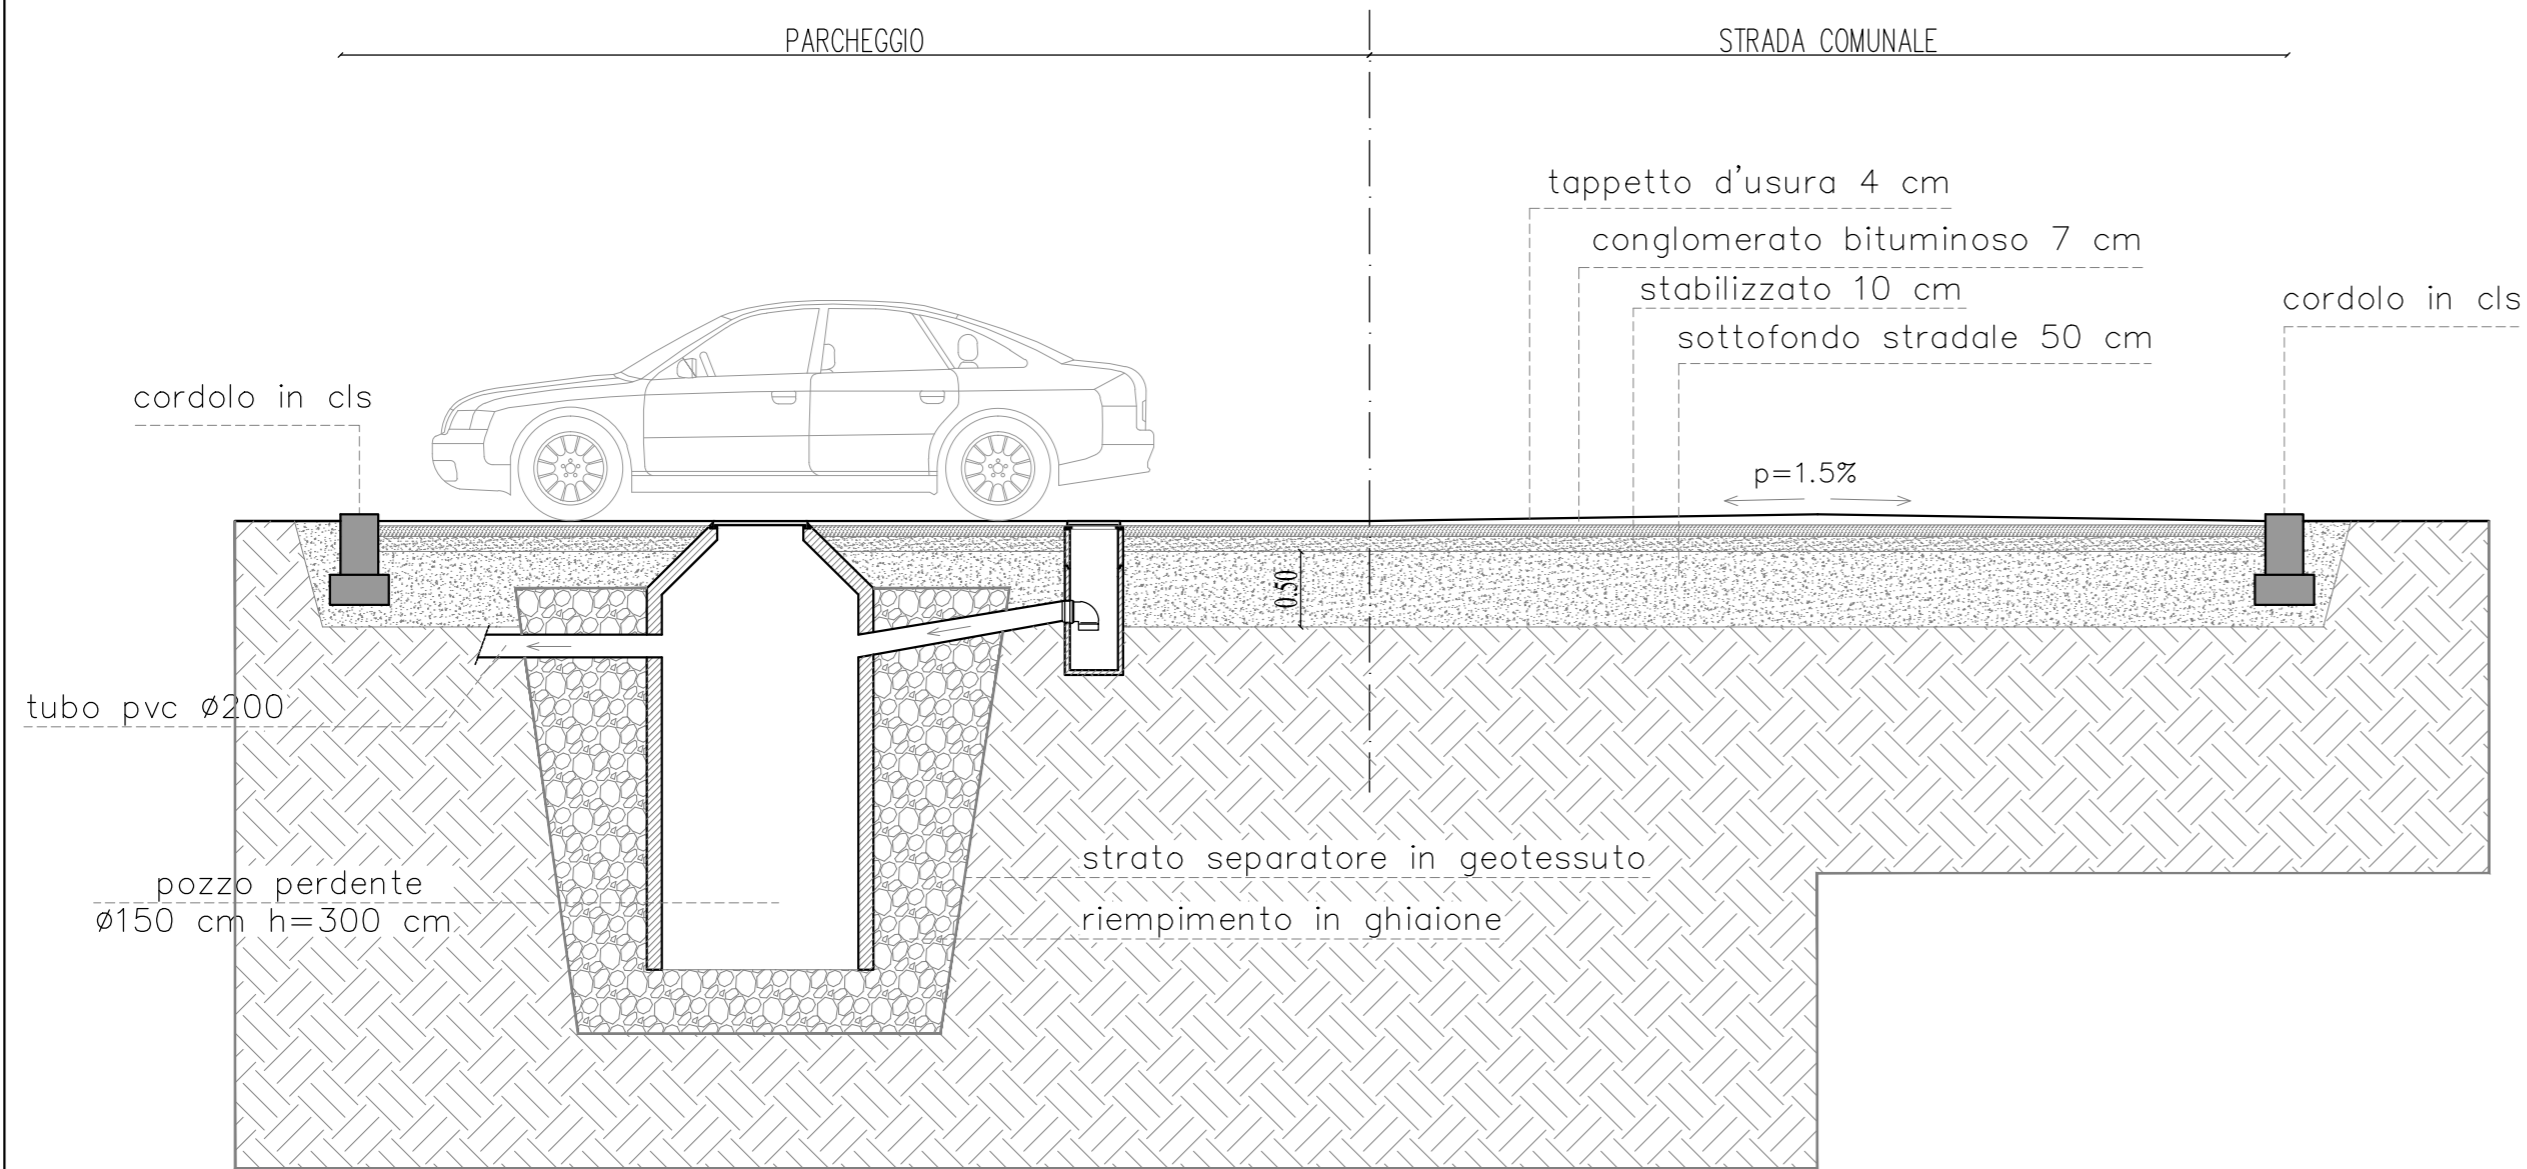 PARCHEGGIO
STRADA COMUNALE
tappetto d'usura 4 cm
conglomerato bituminoso 7 cm
stabilizzato 10 cm
cordolo in cls
sottofondo stradale 50 cm
cordolo in cls
p=1.5%
0.50
tubo pvc Ø200
strato separatore in geotessuto
pozzo perdente
Ø150 cm h=300 cm
riempimento in ghiaione